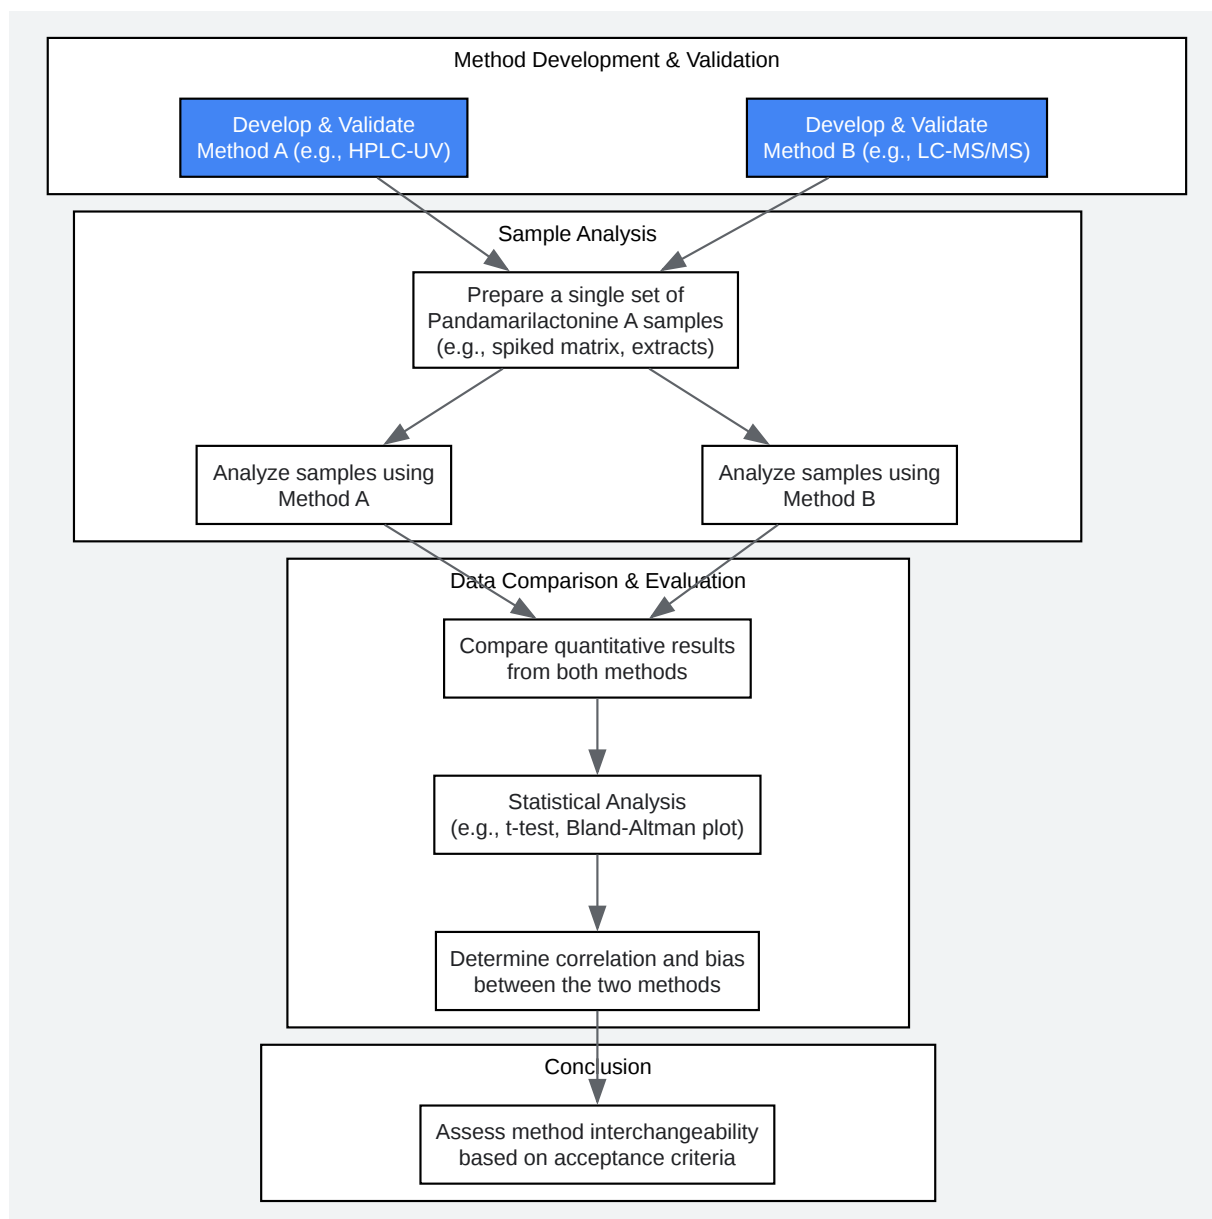 Method Development & Validation
Develop & Validate
Method A (e.g., HPLC-UV)
Develop & Validate
Method B (e.g., LC-MS/MS)
Sample Analysis
Prepare a single set of
Pandamarilactonine A samples
(e.g., spiked matrix, extracts)
Analyze samples using
Method A
Analyze samples using
Method B
Data Comparison & Evaluation
Compare quantitative results
from both methods
Statistical Analysis
(e.g., t-test, Bland-Altman plot)
Determine correlation and bias
between the two methods
Conclusion
Assess method interchangeability
based on acceptance criteria